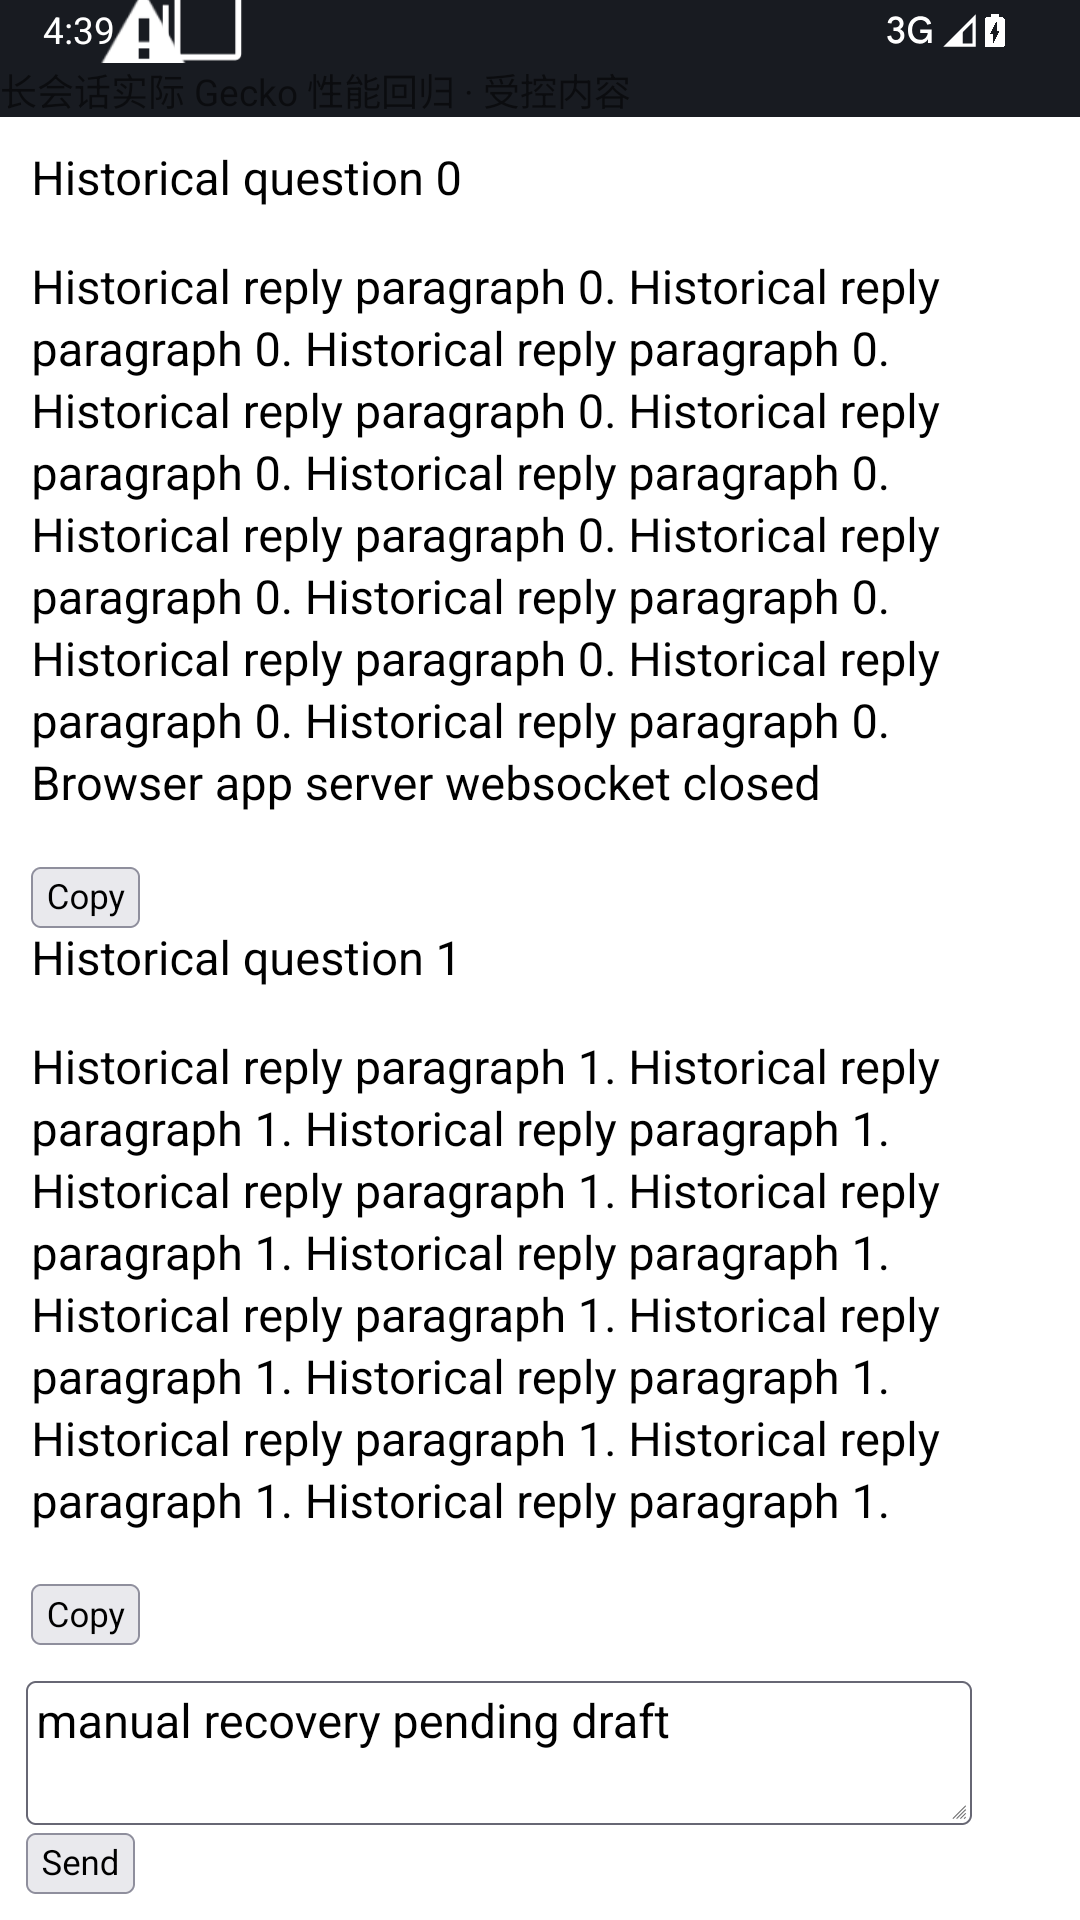 4:39
3G
长会话实际 Gecko 性能回归 · 受控内容
Historical question 0
Historical reply paragraph 0. Historical reply
paragraph 0. Historical reply paragraph 0.
Historical reply paragraph 0. Historical reply
paragraph 0. Historical reply paragraph 0.
Historical reply paragraph 0. Historical reply
paragraph 0. Historical reply paragraph 0.
Historical reply paragraph 0. Historical reply
paragraph 0. Historical reply paragraph 0.
Browser app server websocket closed
Copy
Historical question 1
Historical reply paragraph 1. Historical reply
paragraph 1. Historical reply paragraph 1.
Historical reply paragraph 1. Historical reply
paragraph 1. Historical reply paragraph 1.
Historical reply paragraph 1. Historical reply
paragraph 1. Historical reply paragraph 1.
Historical reply paragraph 1. Historical reply
paragraph 1. Historical reply paragraph 1.
Copy
manual recovery pending draft
Send